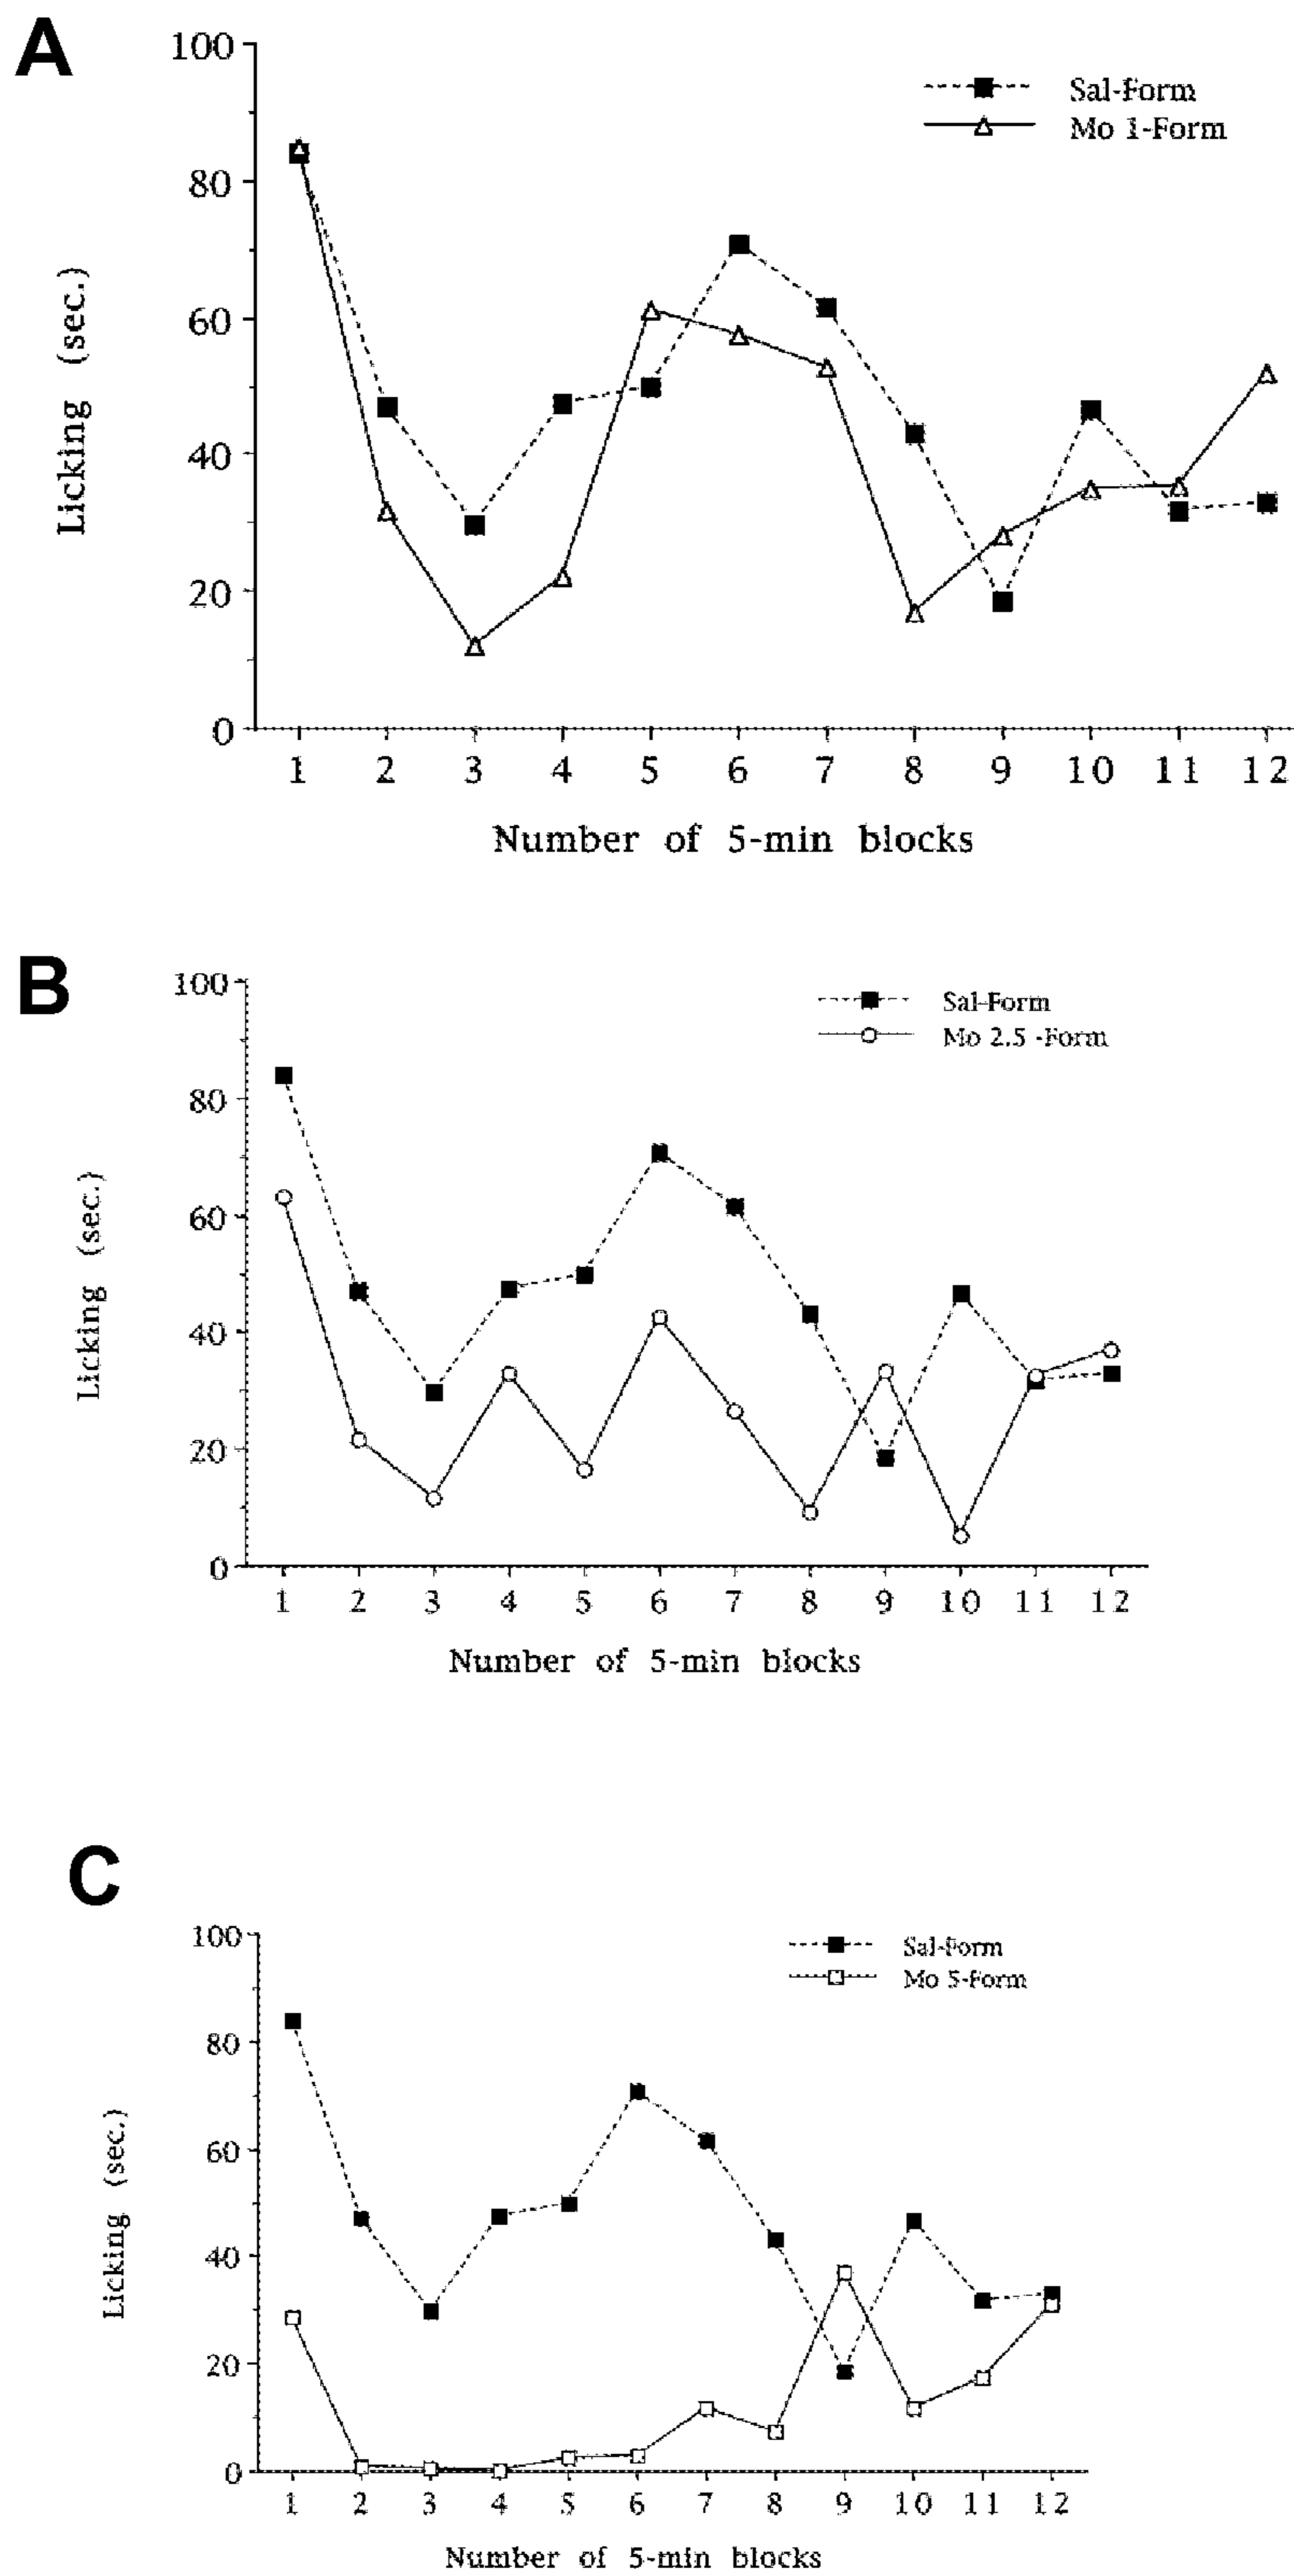 A
100
80
60
40
20
0
Licking (sec.)
Sal-Form
Mo 1-Form
1 2 3 4 5 6 7 8 9 10 11 12
Number of 5-min blocks
B
100
80
60
40
20
0
Licking (sec.)
Sal-Form
Mo 2.5 -Form
1 2 3 4 5 6 7 8 9 10 11 12
Number of 5-min blocks
C
100
80
60
40
20
0
Licking (sec.)
Sal-Form
Mo 5-Form
1 2 3 4 5 6 7 8 9 10 11 12
Number of 5-min blocks